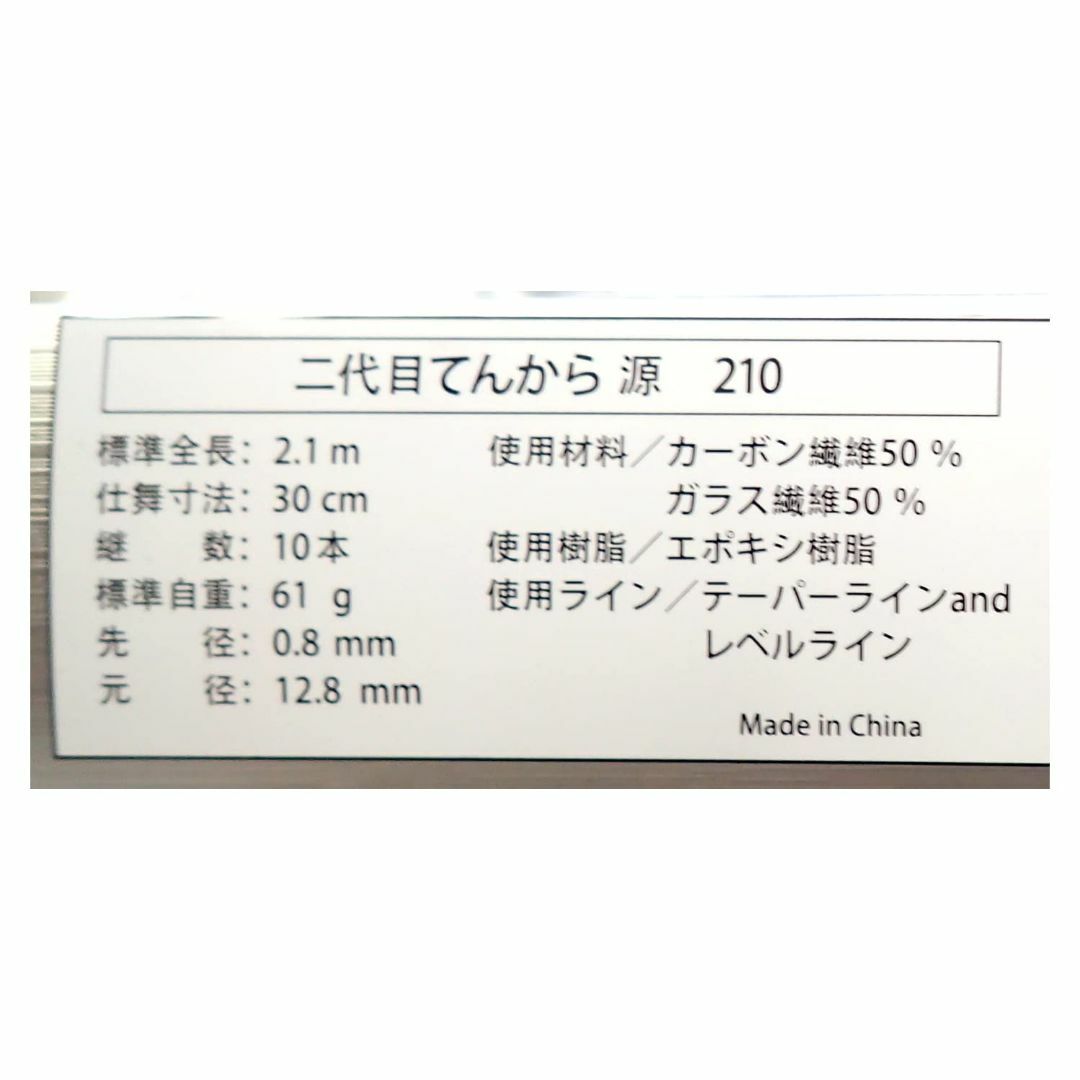 二代目てんから 源　210
標準全長：2.1 m
仕舞寸法：30 cm
継　　数：10本
標準自重：61 g
先　　径：0.8 mm
元　　径：12.8 mm
使用材料／カーボン繊維50 %
ガラス繊維50 %
使用樹脂／エポキシ樹脂
使用ライン／テーパーラインand
レベルライン
Made in China